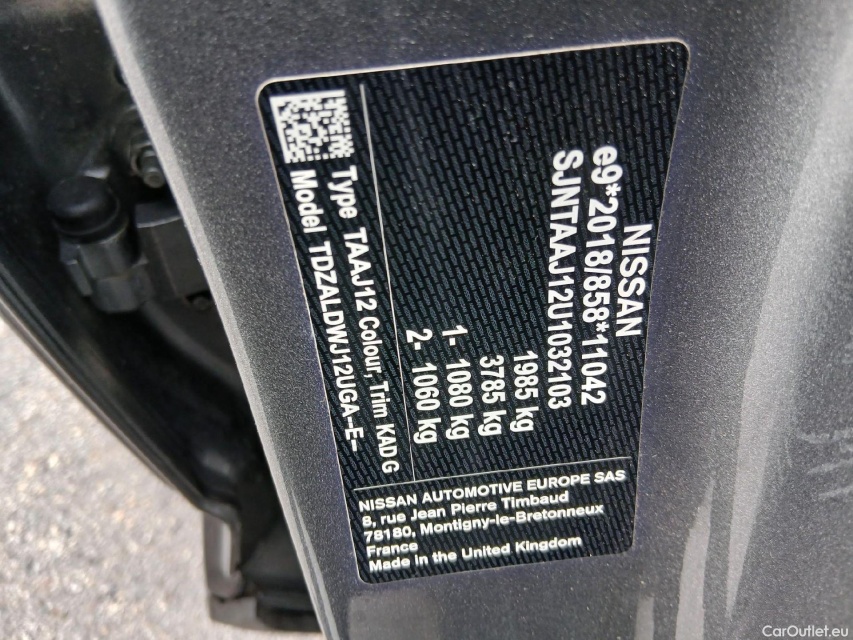 NISSAN
e9*2018/858*11042
SJNTAAJ12U1032103
1985 kg
3785 kg
1- 1080 kg
2- 1060 kg
Type TAAJ12 Colour, Trim KAD G
Model TDZALDWJ12UGA-E-
NISSAN AUTOMOTIVE EUROPE SAS
8, rue Jean Pierre Timbaud
78180, Montigny-le-Bretonneux
France
Made in the United Kingdom
CarOutlet.eu